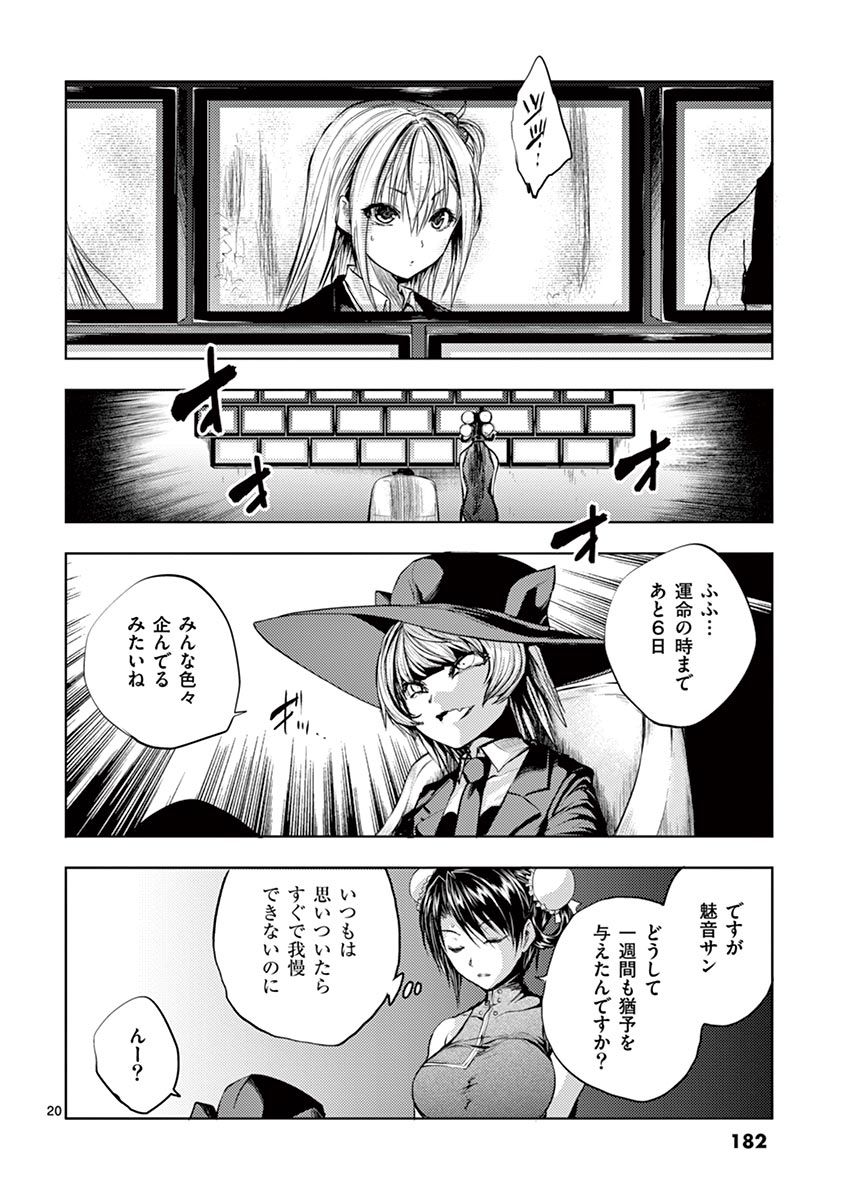 ジジ…
オオオ
ふふ…
運命の時まで
あと6日
ギッ…
みんな色々
企んでる
みたいね
ですが
魅音サン
どうして
一週間も猶予を
与えたんですか?
いつもは
思いついたら
すぐで我慢
できないのに
んー?
20
182